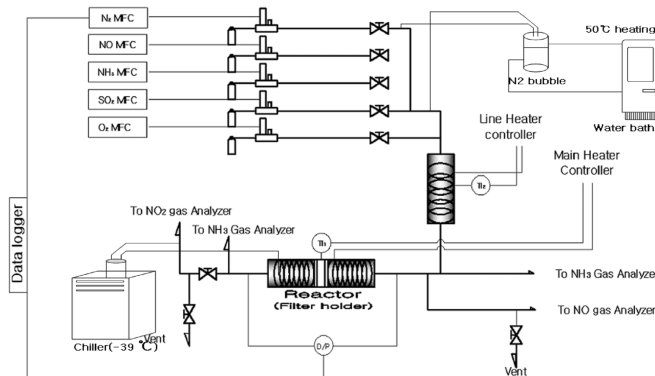 N₂ MFC
NO MFC
NH₃ MFC
SO₂ MFC
O₂ MFC
50℃ heating
N2 bubble
Water bath
Line Heater
controller
Main Heater
Controller
Data logger
To NO₂ gas Analyzer
To NH₃ Gas Analyzer
Reactor
(Filter holder)
To NH₃ Gas Analyzer
To NO gas Analyzer
D/P
Chiller(-39 ℃)
Vent
Vent